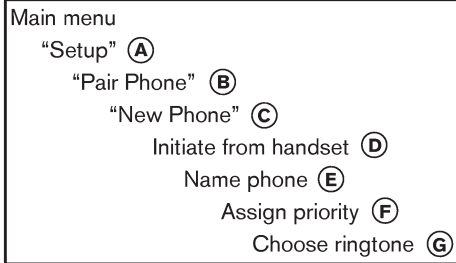 Main menu
“Setup” Ⓐ
“Pair Phone” Ⓑ
“New Phone” Ⓒ
Initiate from handset Ⓓ
Name phone Ⓔ
Assign priority Ⓕ
Choose ringtone Ⓖ